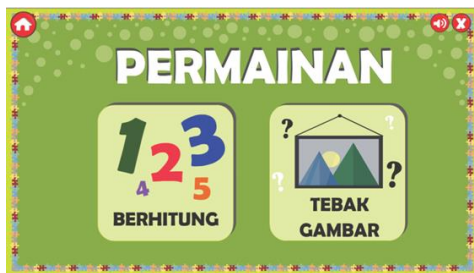 PERMAINAN
1 2 3
4 5
BERHITUNG
? ?
? ?
TEBAK
GAMBAR
X